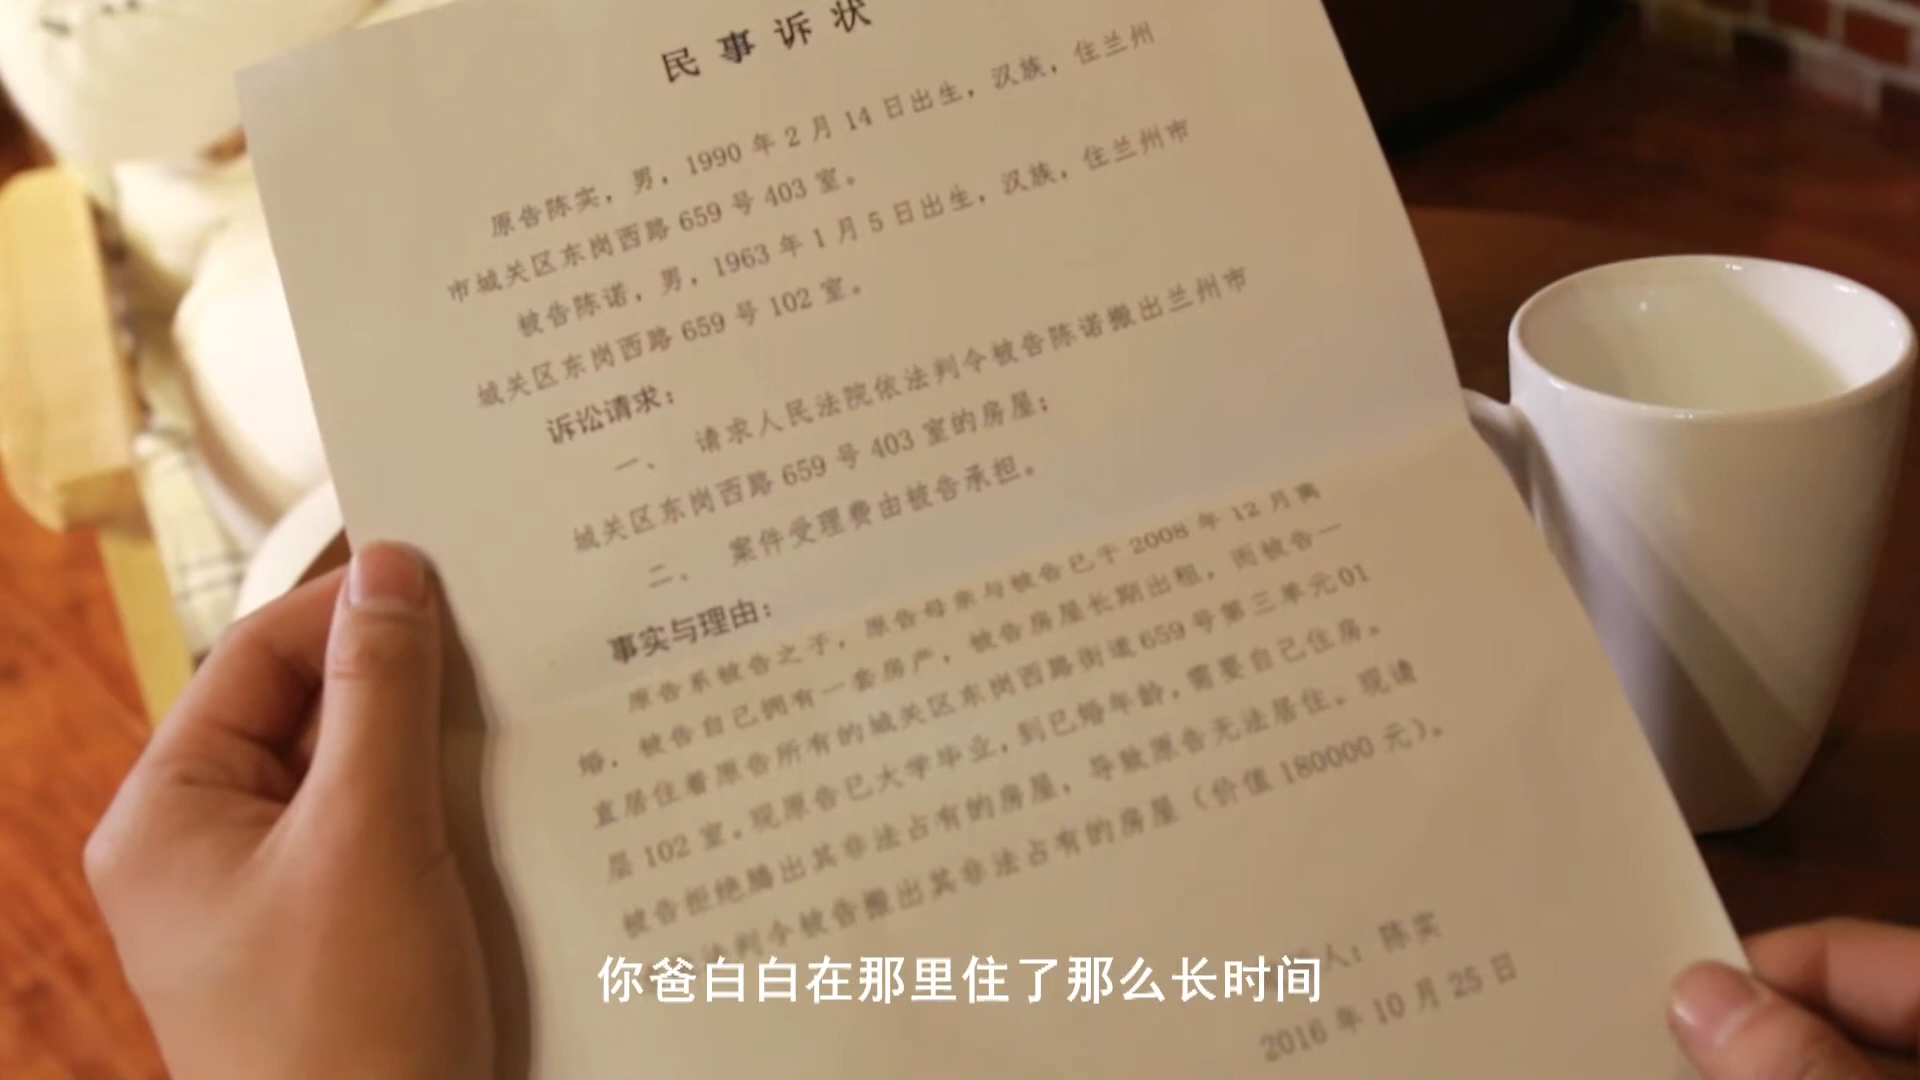 民事诉状
原告陈实，男，1990年2月14日出生，汉族，住兰州
市城关区东岗西路659号403室。
被告陈诺，男，1963年1月5日出生，汉族，住兰州市
城关区东岗西路659号102室。
诉讼请求：
一、 请求人民法院依法判令被告陈诺搬出兰州市
城关区东岗西路659号403室的房屋；
二、 案件受理费由被告承担。
事实与理由：
原告系被告之子，原告母亲与被告已于2008年12月离
婚，被告自己拥有一套房产，被告房屋长期出租，而被告一
直居住着原告所有的城关区东岗西路街道659号第三单元01
层102室。现原告已大学毕业，到已婚年龄，需要自己住房。
被告拒绝腾出其非法占有的房屋，导致原告无法居住。现请
法判令被告搬出其非法占有的房屋（价值180000元）。
人：陈实
2016年10月25日
你爸白白在那里住了那么长时间